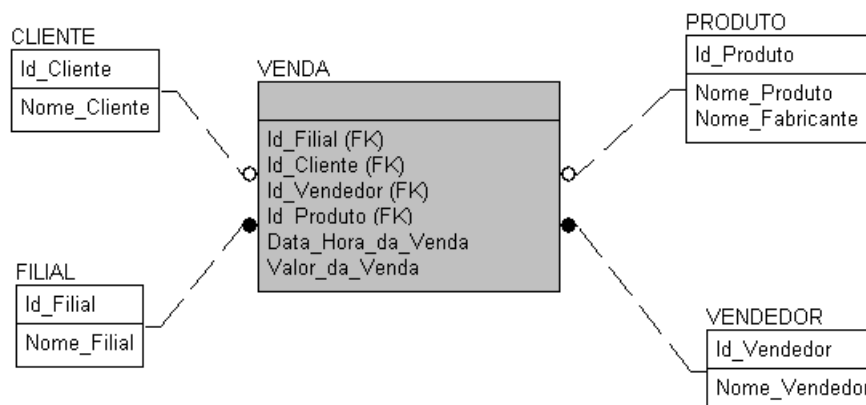 CLIENTE
Id_Cliente
Nome_Cliente
VENDA
Id_Filial (FK)
Id_Cliente (FK)
Id_Vendedor (FK)
Id_Produto (FK)
Data_Hora_da_Venda
Valor_da_Venda
PRODUTO
Id_Produto
Nome_Produto
Nome_Fabricante
FILIAL
Id_Filial
Nome_Filial
VENDEDOR
Id_Vendedor
Nome_Vendedor